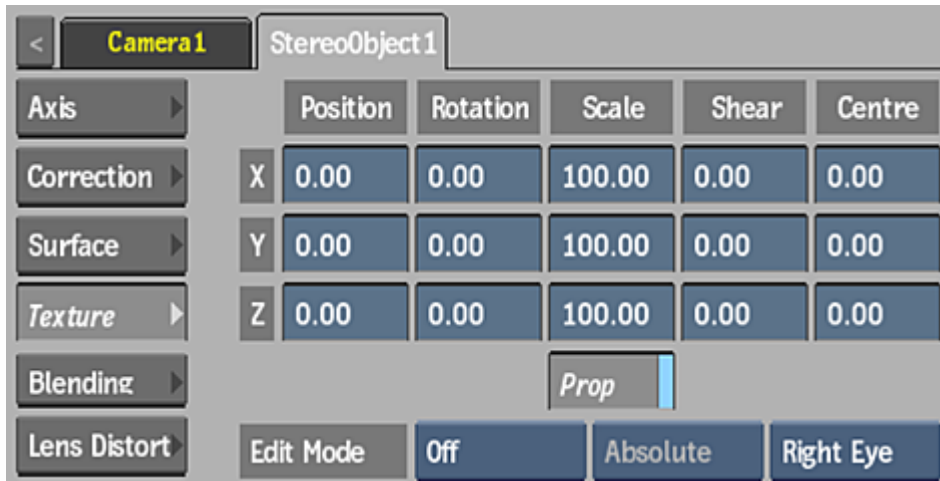 < Camera1 StereoObject1
Axis Position Rotation Scale Shear Centre
Correction X 0.00 0.00 100.00 0.00 0.00
Surface Y 0.00 0.00 100.00 0.00 0.00
Texture Z 0.00 0.00 100.00 0.00 0.00
Blending Prop
Lens Distort Edit Mode Off Absolute Right Eye